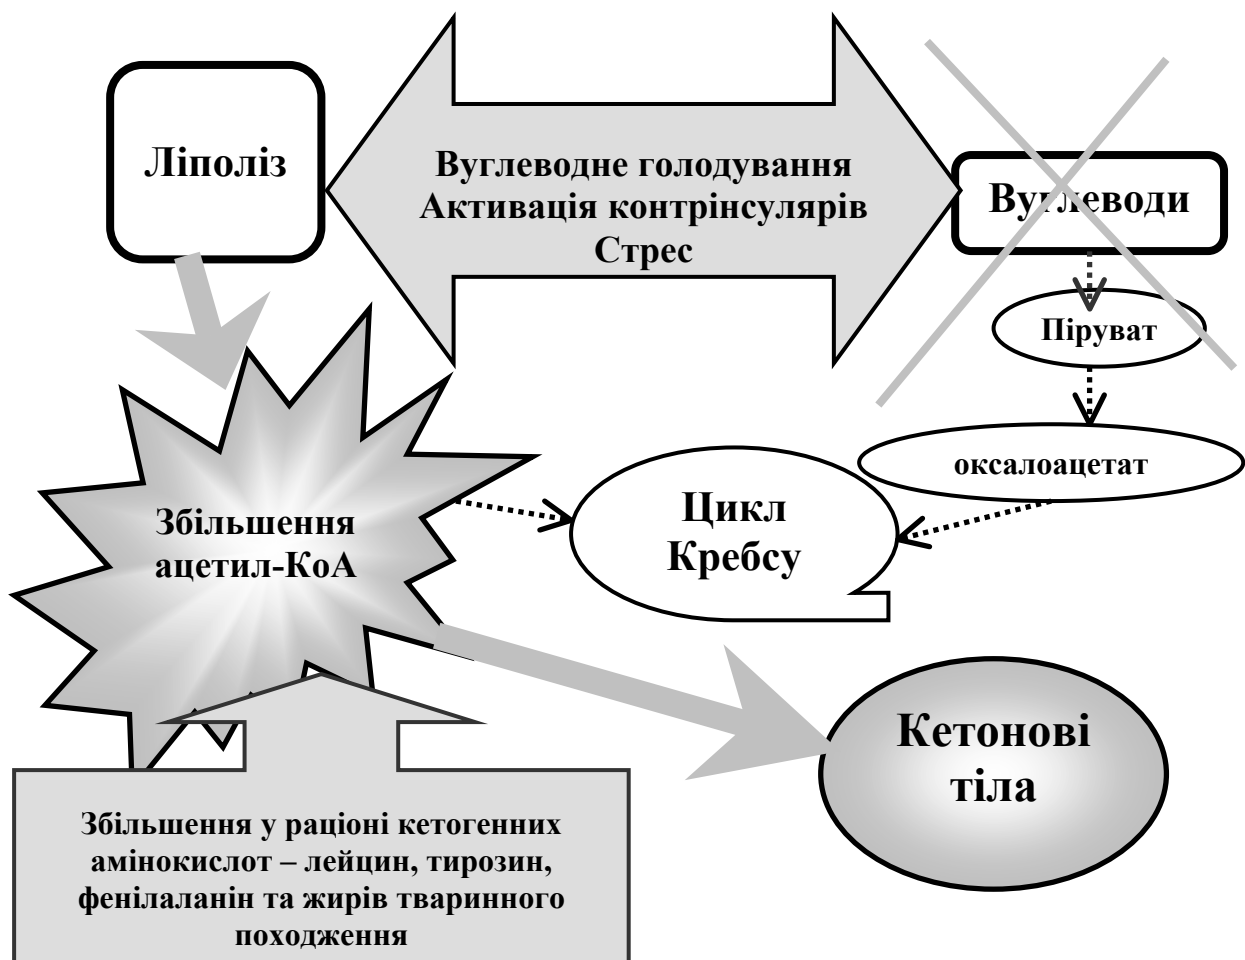 Ліполіз
Вуглеводне голодування
Активація контрінсулярів
Стрес
Вуглеводи
Піруват
оксалоацетат
Збільшення
ацетил-КоА
Цикл
Кребсу
Кетонові
тіла
Збільшення у раціоні кетогенних
амінокислот – лейцин, тирозин,
фенілаланін та жирів тваринного
походження